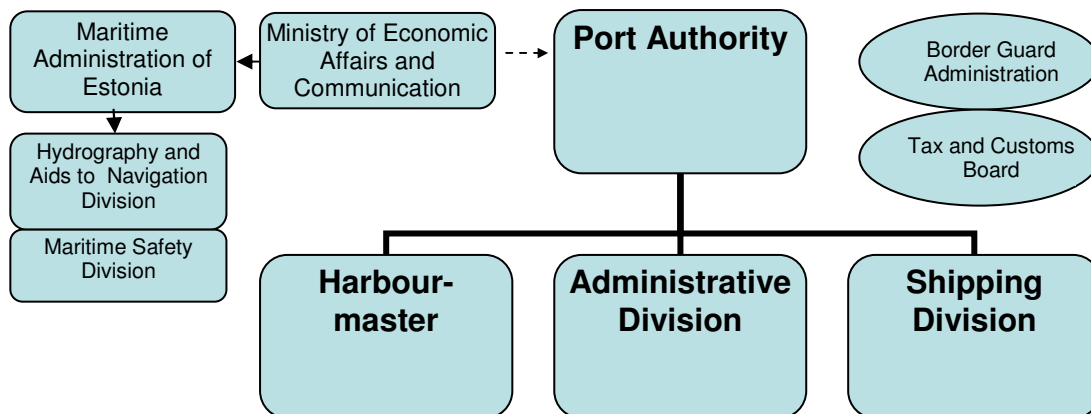 Maritime
Administration of
Estonia
Ministry of Economic
Affairs and
Communication
Port Authority
Border Guard
Administration
Tax and Customs
Board
Hydrography and
Aids to Navigation
Division
Maritime Safety
Division
Harbour-
master
Administrative
Division
Shipping
Division